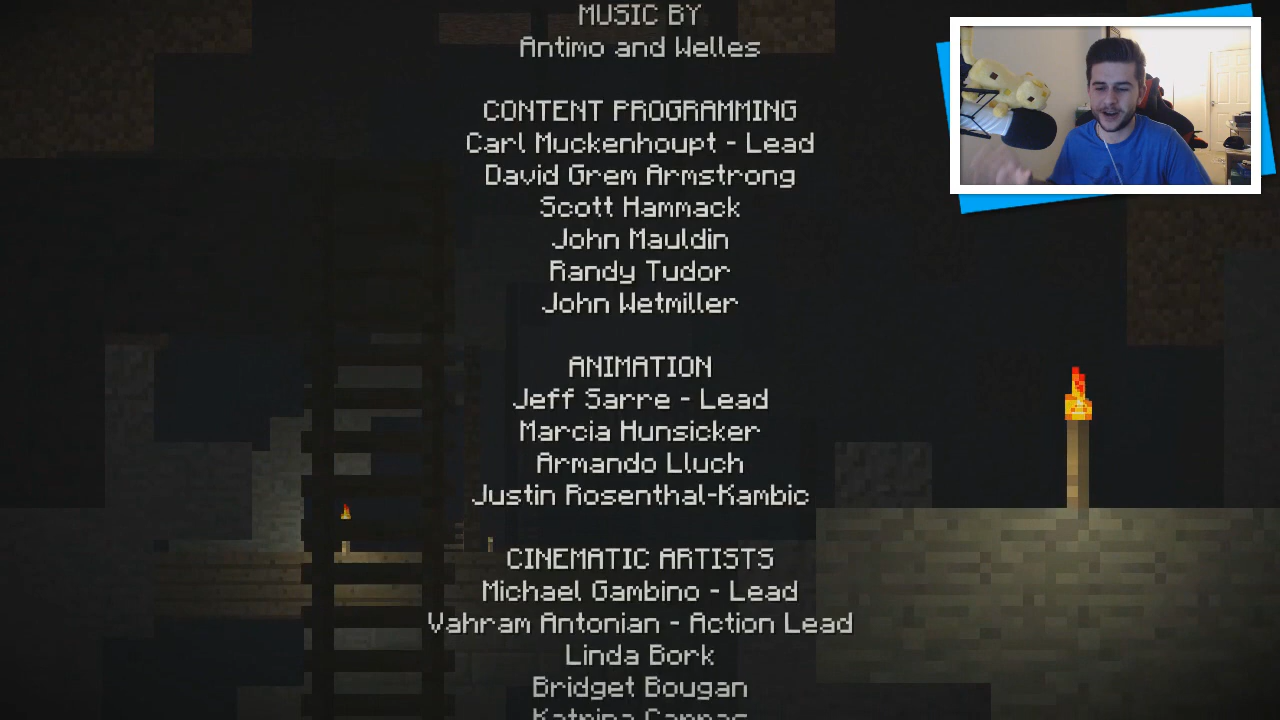 MUSIC BY
Antimo and Welles
CONTENT PROGRAMMING
Carl Muckenhoupt - Lead
David Grem Armstrong
Scott Hammack
John Mauldin
Randy Tudor
John Wetmiller
ANIMATION
Jeff Sarre - Lead
Marcia Hunsicker
Armando Lluch
Justin Rosenthal-Kambic
CINEMATIC ARTISTS
Michael Gambino - Lead
Vahram Antonian - Action Lead
Linda Bork
Bridget Bougan